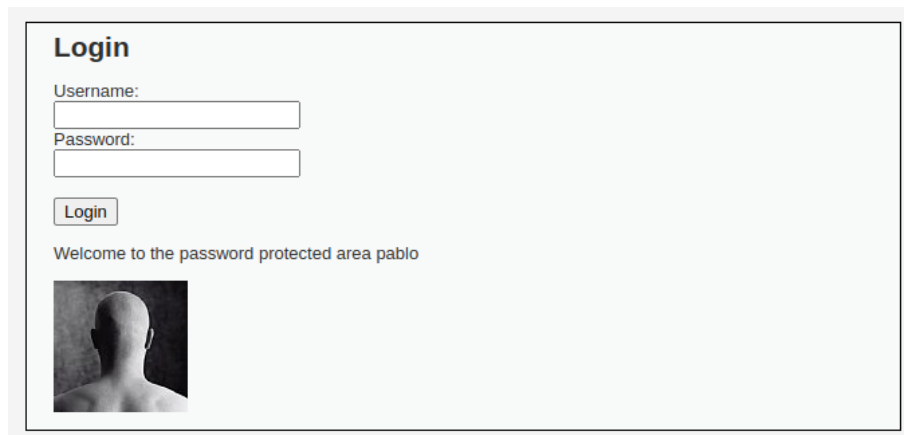 Login
Username:
Password:
Login
Welcome to the password protected area pablo